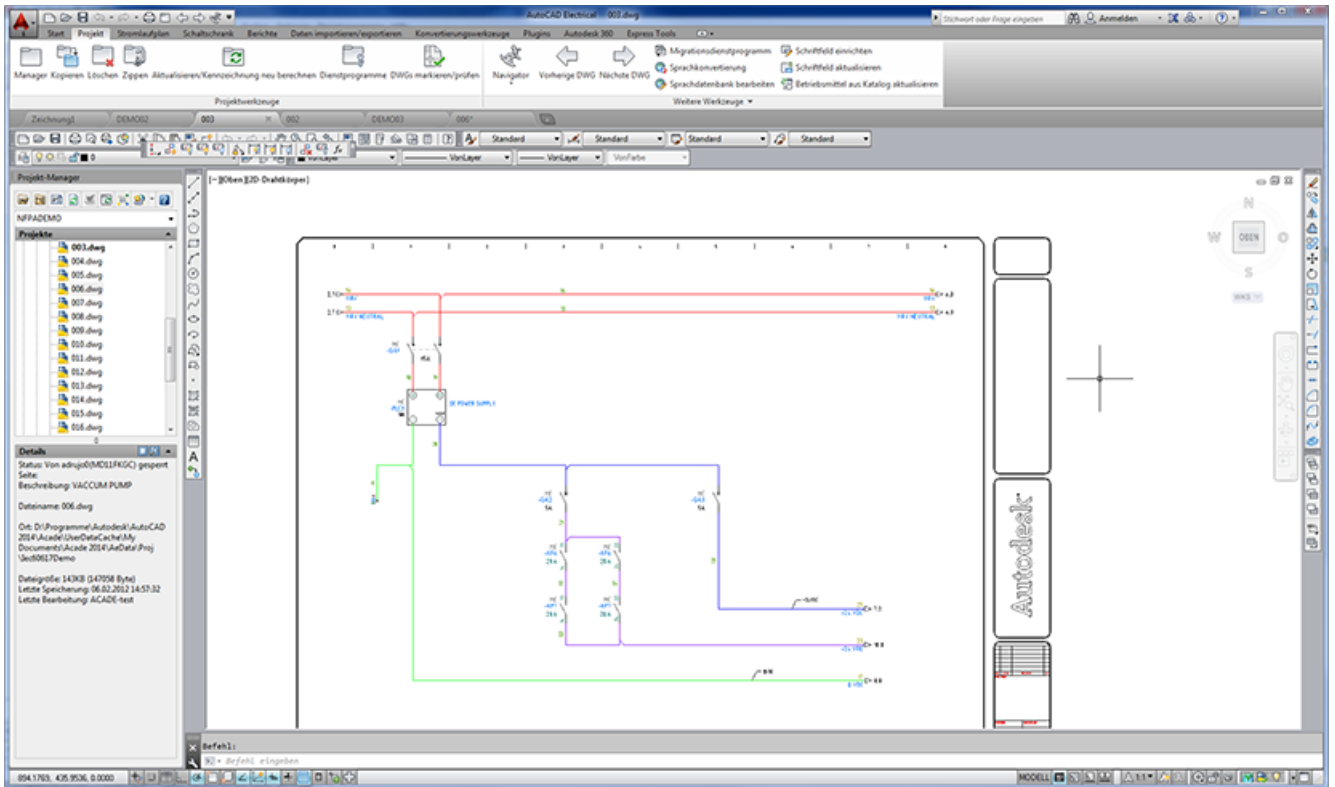 AutoCAD Electrical 003.dwg
Stichwort oder Frage eingeben
Anmelden
Start Projekt Stromlaufplan Schaltschrank Berichte Daten importieren/exportieren Konvertierungswerkzeuge Plugins Autodesk 360 Express Tools
Migrationsdienstprogramm Schriftfeld einrichten
Sprachkonvertierung Schriftfeld aktualisieren
Manager Kopieren Löschen Zippen Aktualisieren/Kennzeichnung neu berechnen Dienstprogramme DWGs markieren/prüfen Navigator Vorherige DWG Nächste DWG
Sprachdatenbank bearbeiten Betriebsmittel aus Katalog aktualisieren
Projektwerkzeuge Weitere Werkzeuge
Zeichnung1 DEMO02 003 002 DEMO03 006*
Standard Standard Standard Standard
0 VonLayer VonLayer VonLayer VonFarbe
Projekt-Manager
[–][Oben][2D-Drahtkörper]
NFPADEMO
Projekte
003.dwg
004.dwg
005.dwg
006.dwg
007.dwg
008.dwg
009.dwg
010.dwg
011.dwg
012.dwg
013.dwg
014.dwg
015.dwg
016.dwg
Details
Status: Von adrujo0(MD11FKGC) gesperrt
Seite:
Beschreibung: VACCUM PUMP
Dateiname: 006.dwg
Ort: D:\Programme\Autodesk\AutoCAD
2014\Acade\UserDataCache\My
Documents\Acade 2014\AeData\Proj
\Iec60617Demo
Dateigröße: 143KB (147058 Byte)
Letzte Speicherung: 06.02.2012 14:57:32
Letzte Bearbeitung: ACADE-test
N
W OBEN O
S
WKS
DC POWER SUPPLY
Autodesk
Befehl:
Befehl eingeben
894.1703, 435.9536, 0.0000
MODELL
1:1